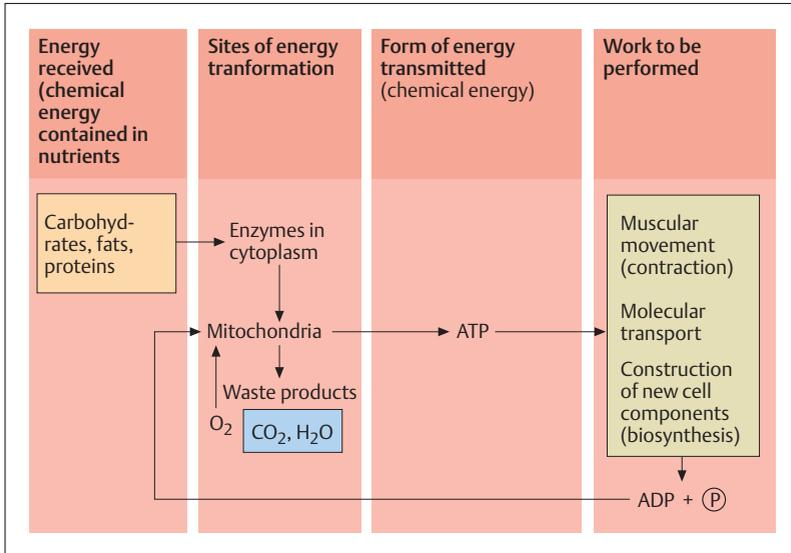 Energy
received
(chemical
energy
contained in
nutrients
Sites of energy
tranformation
Form of energy
transmitted
(chemical energy)
Work to be
performed
Carbohyd-
rates, fats,
proteins
Enzymes in
cytoplasm
Mitochondria
Waste products
O₂
CO₂, H₂O
ATP
Muscular
movement
(contraction)
Molecular
transport
Construction
of new cell
components
(biosynthesis)
ADP + Ⓟ